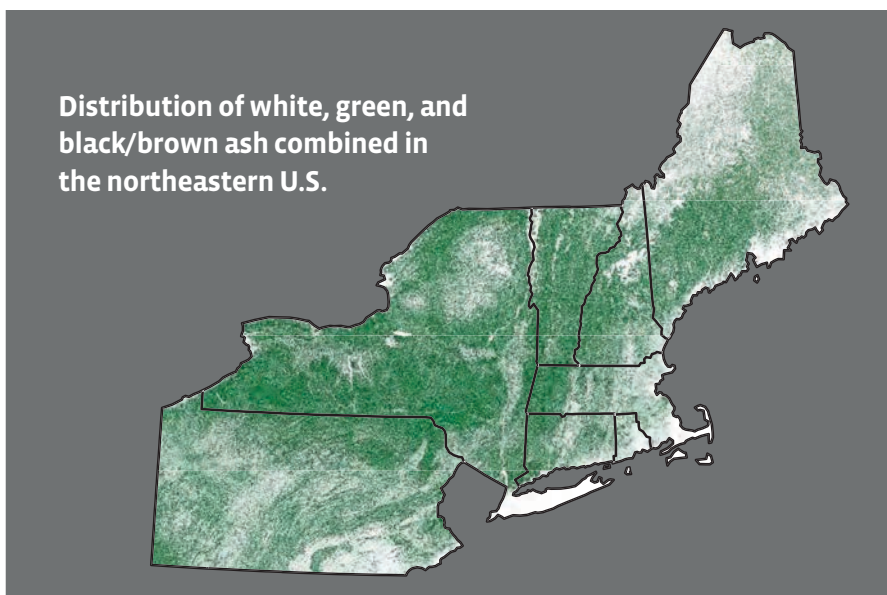 Distribution of white, green, and
black/brown ash combined in
the northeastern U.S.